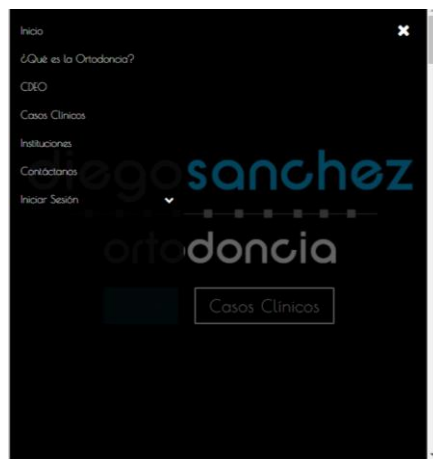 Inicio
¿Qué es la Ortodoncia?
CDEO
Casos Clínicos
Instituciones
Contáctanos
Iniciar Sesión
diegosanchez
ortodoncia
Casos Clínicos